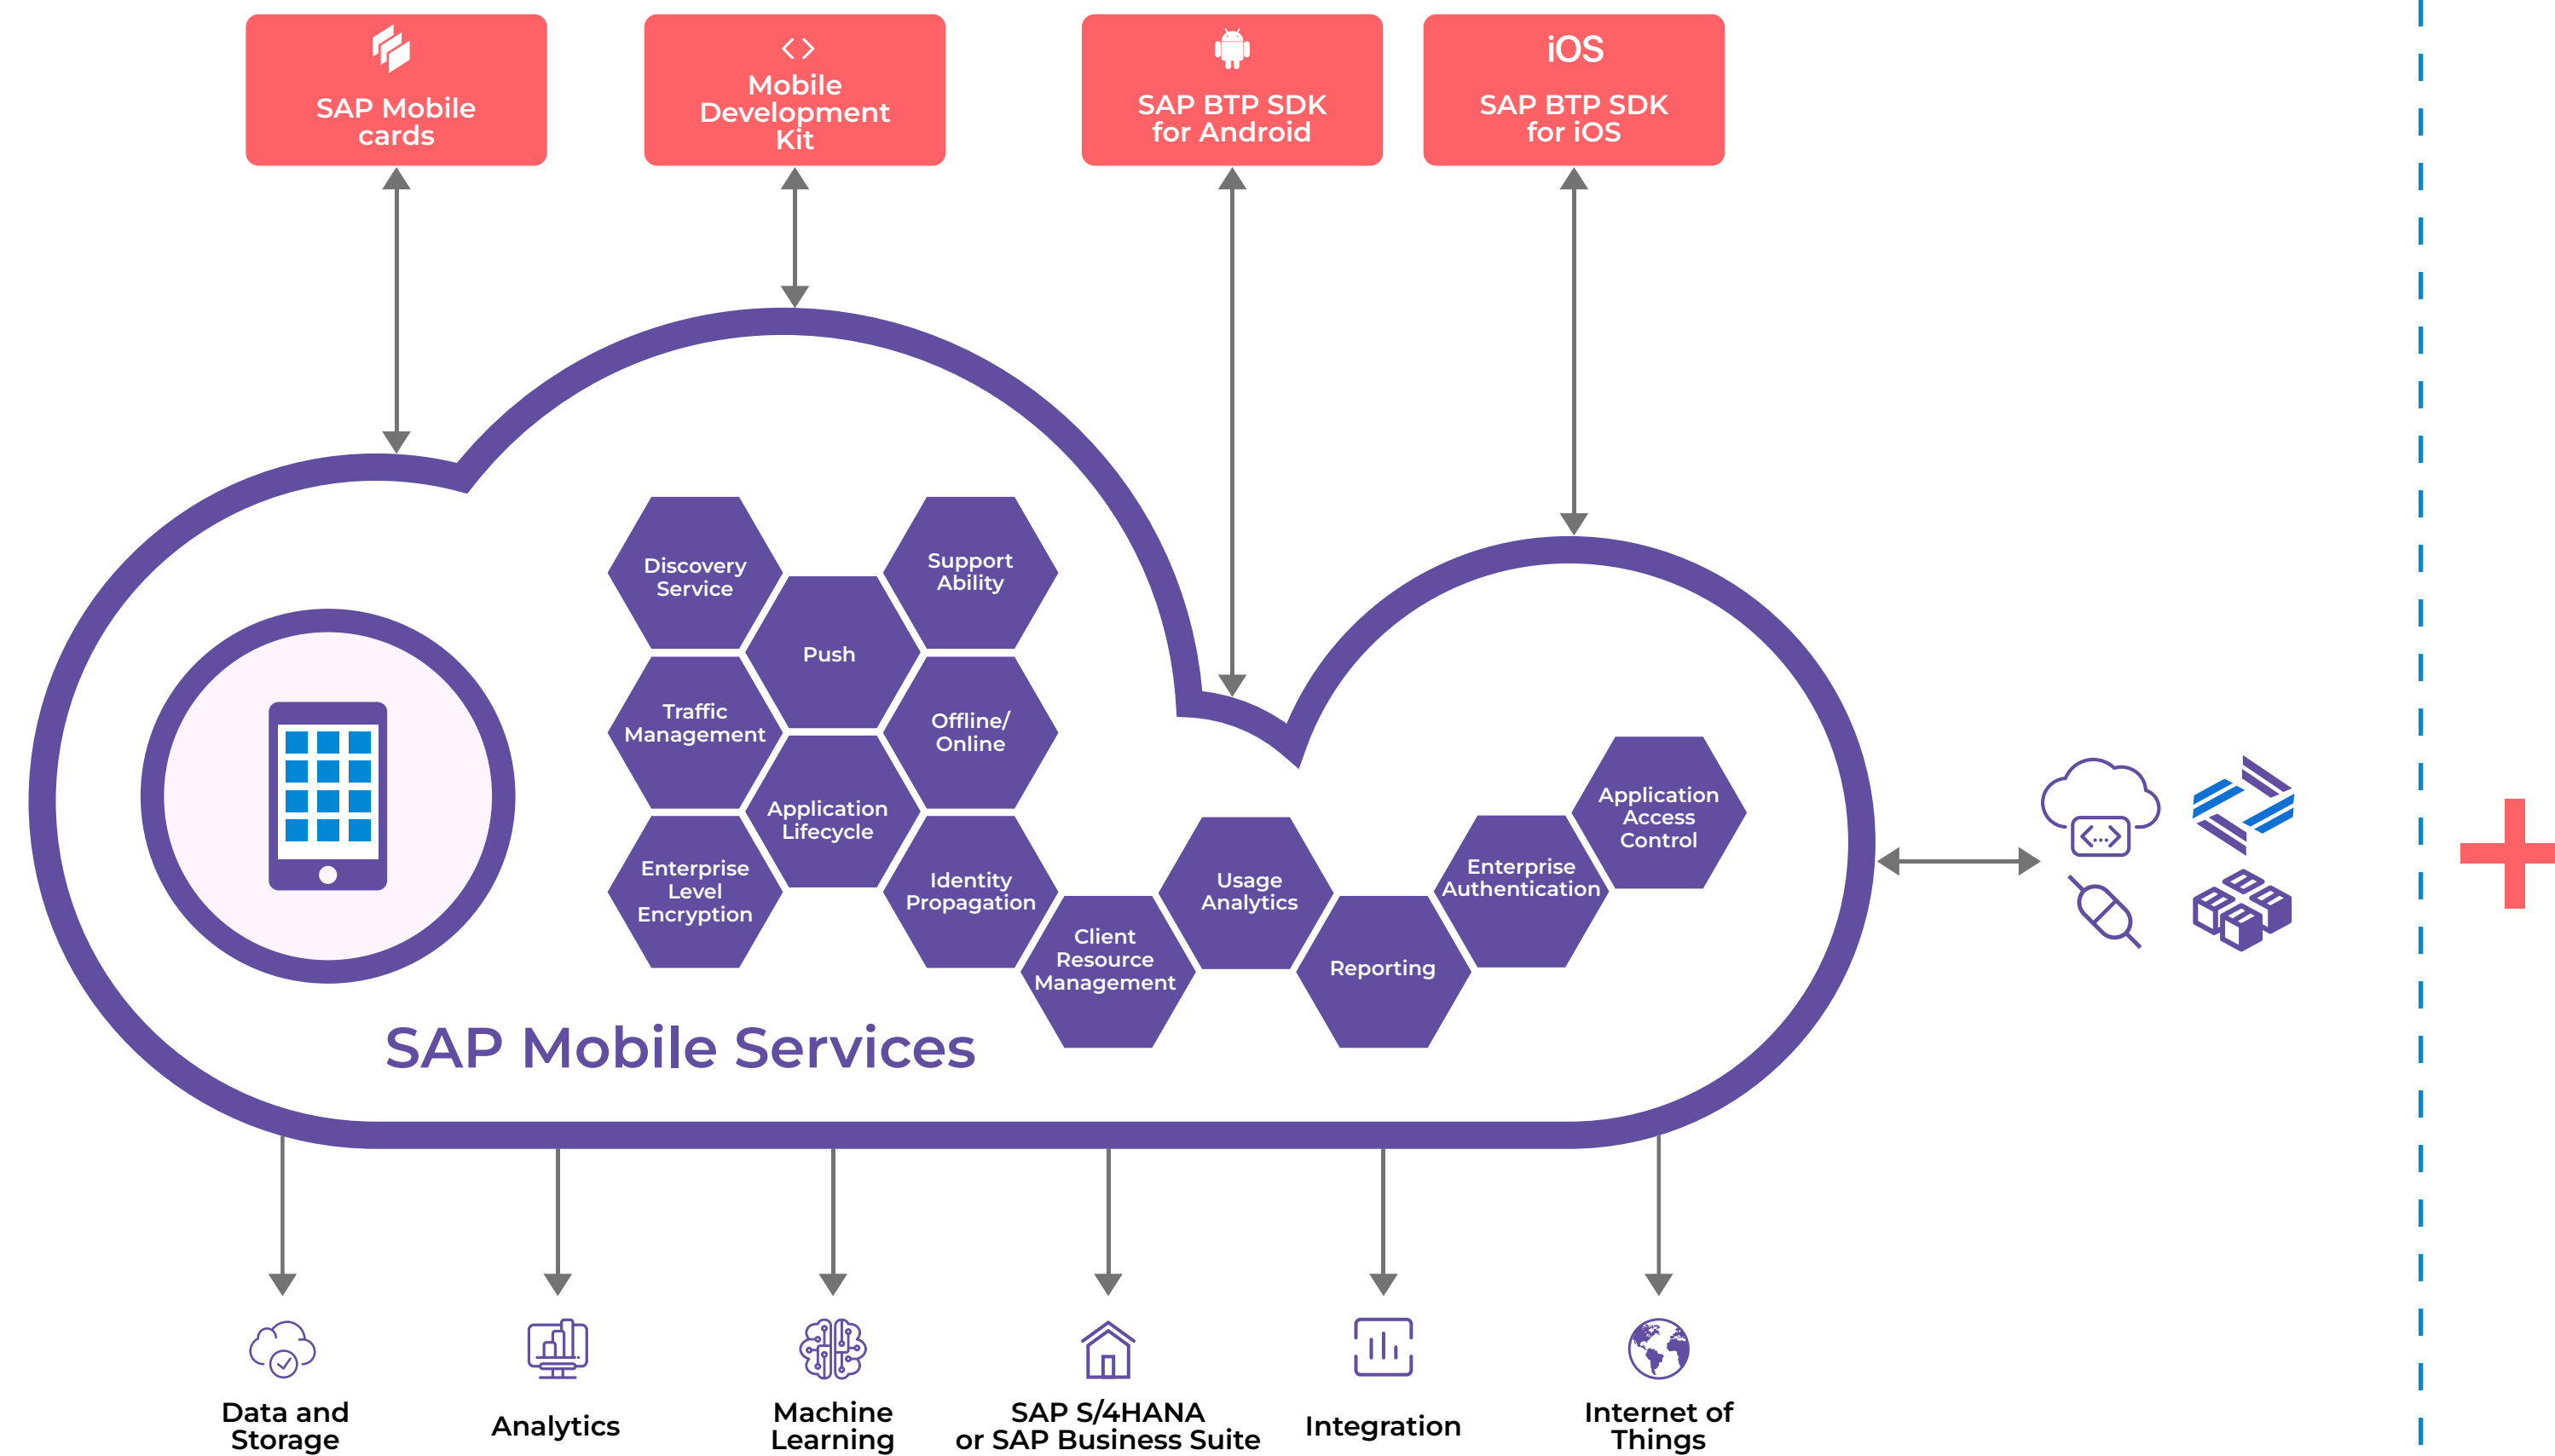 SAP Mobile
cards
Mobile
Development
Kit
SAP BTP SDK
for Android
iOS
SAP BTP SDK
for iOS
Discovery
Service
Support
Ability
Push
Traffic
Management
Offline/
Online
Application
Lifecycle
Enterprise
Level
Encryption
Identity
Propagation
Client
Resource
Management
Usage
Analytics
Reporting
Enterprise
Authentication
Application
Access
Control
SAP Mobile Services
Data and
Storage
Analytics
Machine
Learning
SAP S/4HANA
or SAP Business Suite
Integration
Internet of
Things